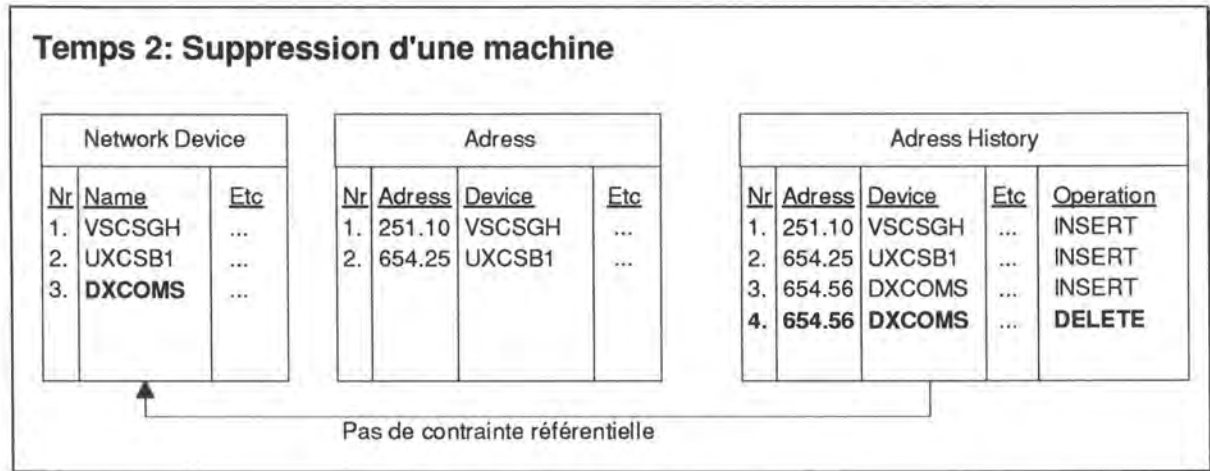 Temps 2: Suppression d'une machine
Network Device
Nr Name Etc
1. VSCSGH ...
2. UXCSB1 ...
3. DXCOMS ...
Adress
Nr Adress Device Etc
1. 251.10 VSCSGH ...
2. 654.25 UXCSB1 ...
Adress History
Nr Adress Device Etc Operation
1. 251.10 VSCSGH ... INSERT
2. 654.25 UXCSB1 ... INSERT
3. 654.56 DXCOMS ... INSERT
4. 654.56 DXCOMS ... DELETE
Pas de contrainte référentielle